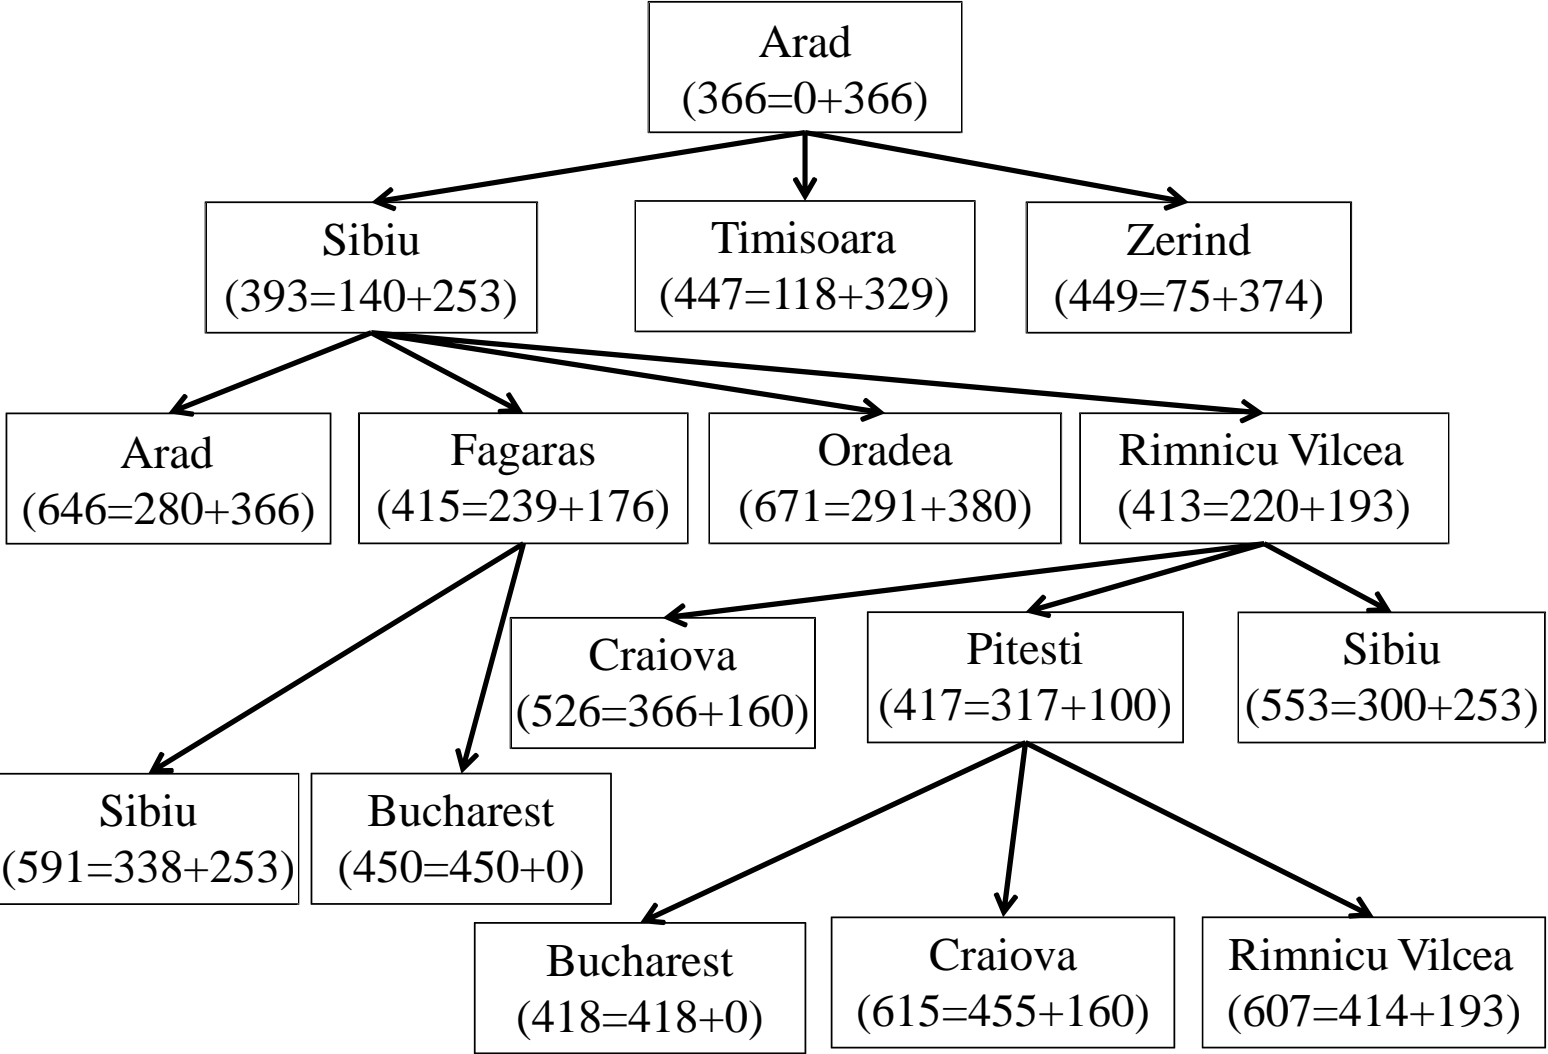 Arad
(366=0+366)
Sibiu
(393=140+253)
Timisoara
(447=118+329)
Zerind
(449=75+374)
Arad
(646=280+366)
Fagaras
(415=239+176)
Oradea
(671=291+380)
Rimnicu Vilcea
(413=220+193)
Craiova
(526=366+160)
Pitesti
(417=317+100)
Sibiu
(553=300+253)
Sibiu
(591=338+253)
Bucharest
(450=450+0)
Bucharest
(418=418+0)
Craiova
(615=455+160)
Rimnicu Vilcea
(607=414+193)